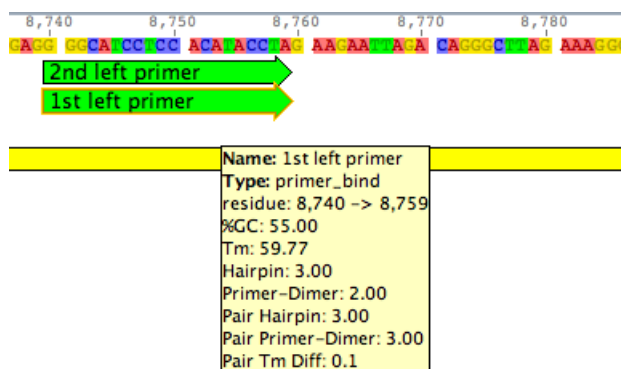 8,740 8,750 8,760 8,770 8,780
GAGG GGCATCCTCC ACATACCTAG AAGAATTAGA CAGGGCTTAG AAAGG
2nd left primer
1st left primer
Name: 1st left primer
Type: primer_bind
residue: 8,740 -> 8,759
%GC: 55.00
Tm: 59.77
Hairpin: 3.00
Primer-Dimer: 2.00
Pair Hairpin: 3.00
Pair Primer-Dimer: 3.00
Pair Tm Diff: 0.1